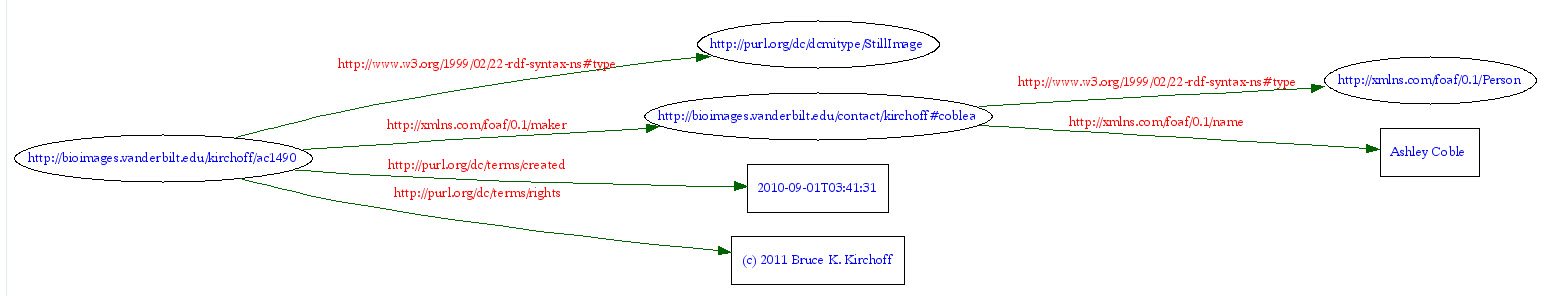 http://purl.org/dc/dcmitype/StillImage
http://www.w3.org/1999/02/22-rdf-syntax-ns#type
http://www.w3.org/1999/02/22-rdf-syntax-ns#type
http://xmlns.com/foaf/0.1/Person
http://bioimages.vanderbilt.edu/contact/kirchoff#coblea
http://xmlns.com/foaf/0.1/maker
http://xmlns.com/foaf/0.1/name
Ashley Coble
http://bioimages.vanderbilt.edu/kirchoff/ac1490
http://purl.org/dc/terms/created
2010-09-01T03:41:31
http://purl.org/dc/terms/rights
(c) 2011 Bruce K. Kirchoff